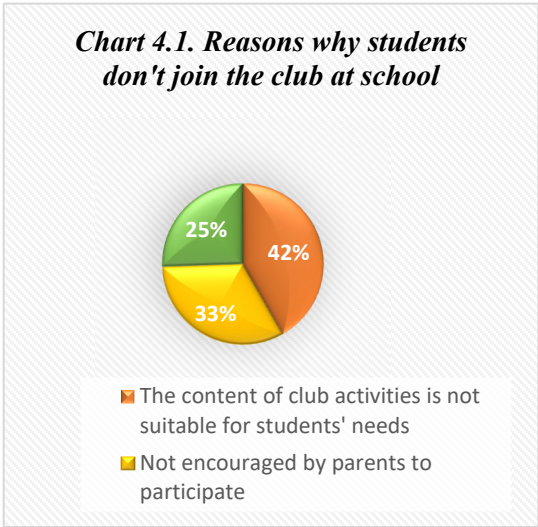 Chart 4.1. Reasons why students
don't join the club at school
25%
42%
33%
The content of club activities is not
suitable for students' needs
Not encouraged by parents to
participate